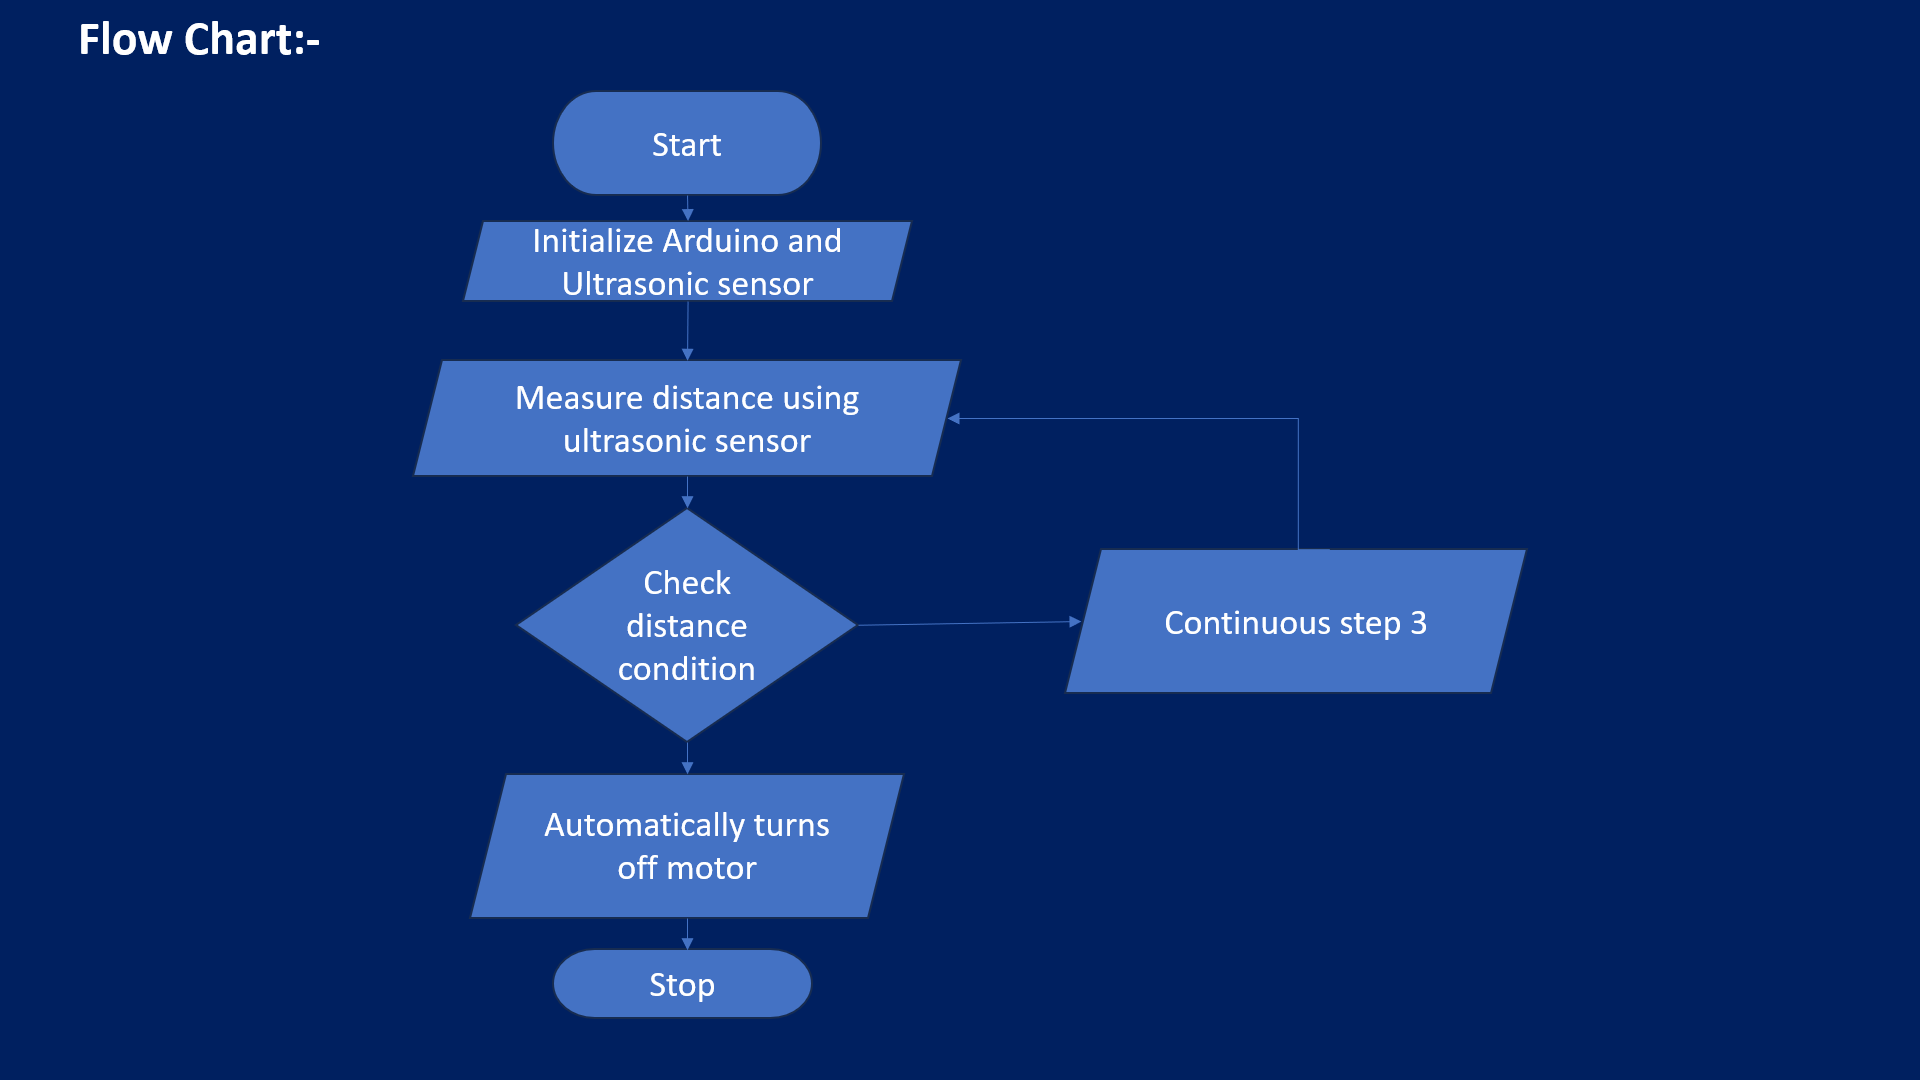 Flow Chart:-
Start
Initialize Arduino and
Ultrasonic sensor
Measure distance using
ultrasonic sensor
Check
distance
condition
Continuous step 3
Automatically turns
off motor
Stop